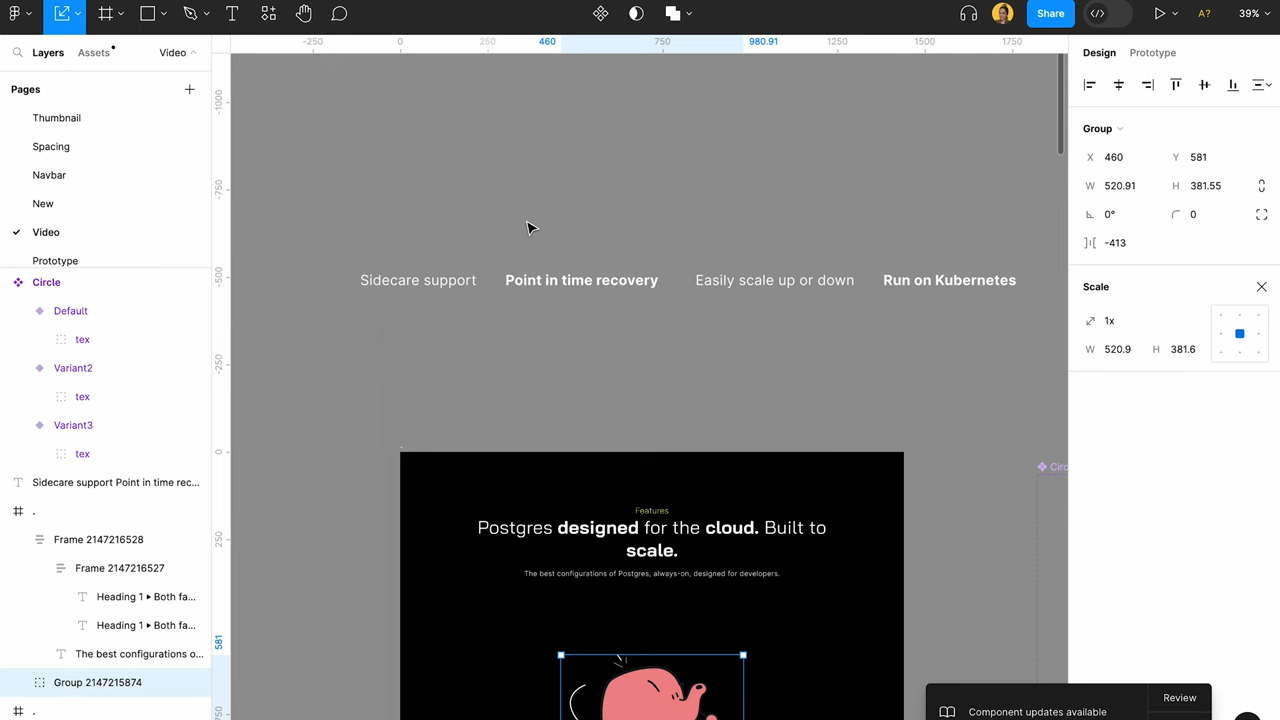 Share
A?
39%
Layers
Assets
Video
-250
0
250
460
750
980.91
1250
1500
1750
Design
Prototype
Pages
Thumbnail
Spacing
Navbar
New
Video
Prototype
-1000
-750
-500
-250
0
250
581
750
Circle
Default
tex
Variant2
tex
Variant3
tex
Sidecare support Point in time rec...
.
Frame 2147216528
Frame 2147216527
Heading 1 ▸ Both fa...
Heading 1 ▸ Both fa...
The best configurations o...
Group 2147215874
.
Sidecare support Point in time recovery Easily scale up or down Run on Kubernetes
Circ
Features
Postgres designed for the cloud. Built to
scale.
The best configurations of Postgres, always-on, designed for developers.
Group
X 460 Y 581
W 520.91 H 381.55
0° 0
-413
Scale
1x
W 520.9 H 381.6
Review
Component updates available